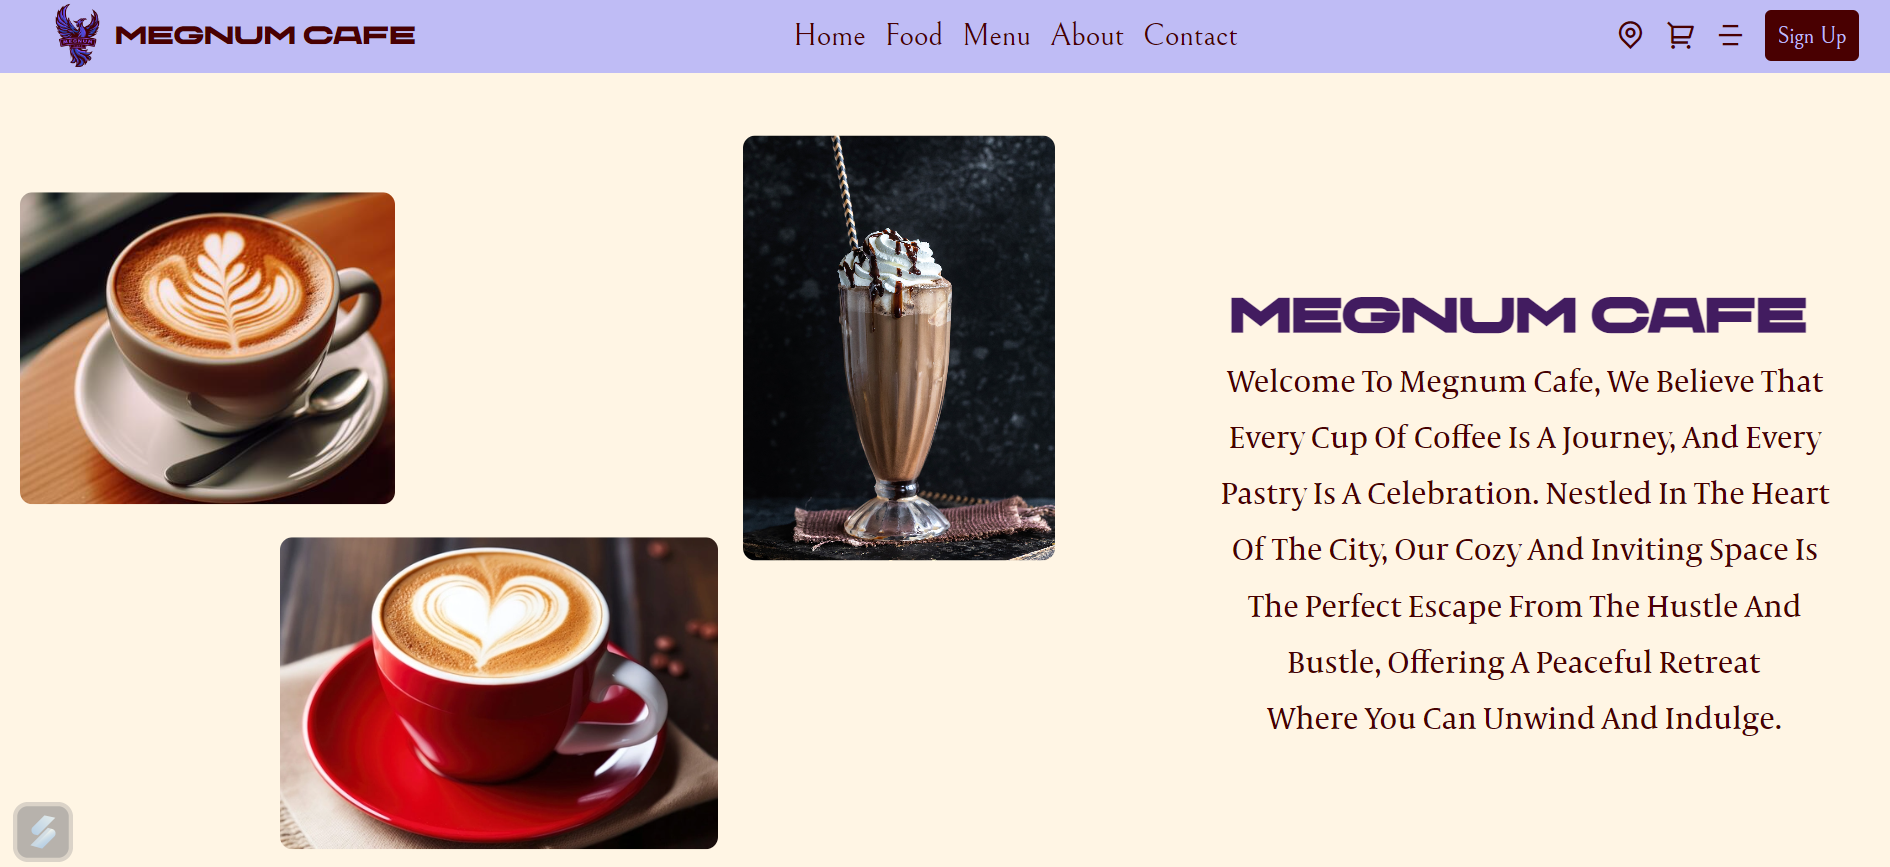 MEGNUM CAFE
Home Food Menu About Contact
Sign Up
MEGNUM CAFE
Welcome To Megnum Cafe, We Believe That
Every Cup Of Coffee Is A Journey, And Every
Pastry Is A Celebration. Nestled In The Heart
Of The City, Our Cozy And Inviting Space Is
The Perfect Escape From The Hustle And
Bustle, Offering A Peaceful Retreat
Where You Can Unwind And Indulge.